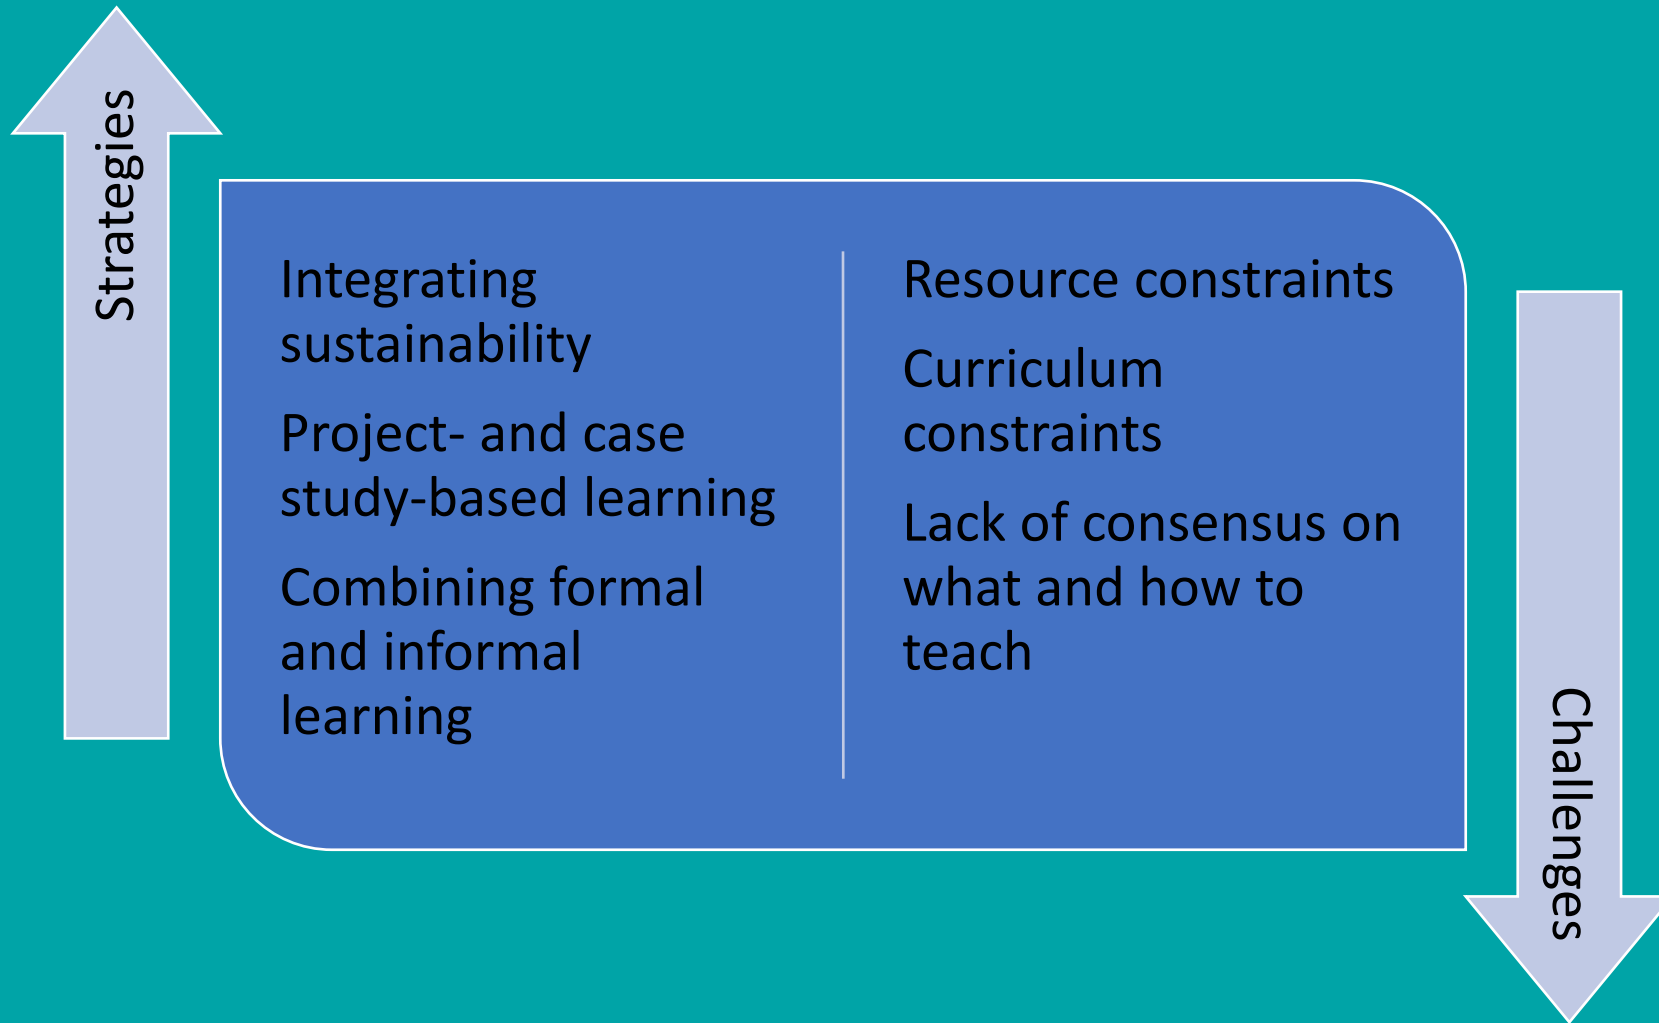 Strategies
Integrating
sustainability
Project- and case
study-based learning
Combining formal
and informal
learning
Resource constraints
Curriculum
constraints
Lack of consensus on
what and how to
teach
Challenges